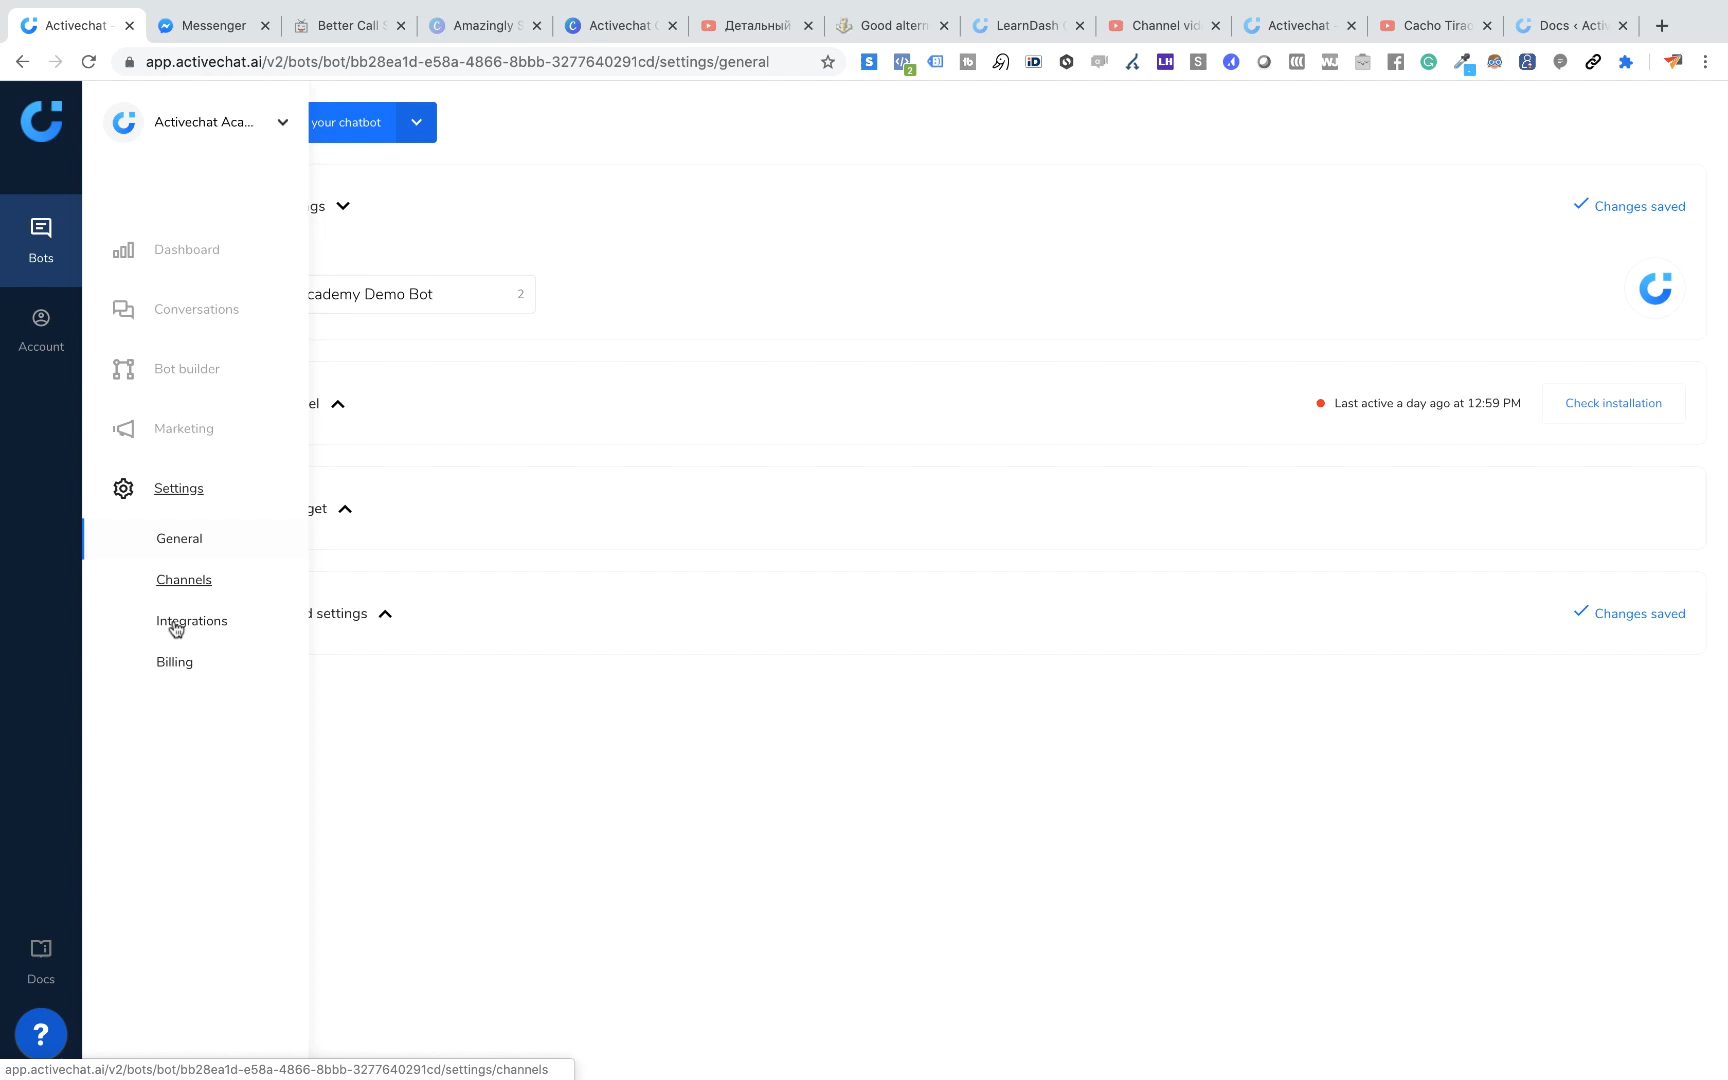 Activechat -
Messenger
Better Call S
Amazingly S
Activechat C
Детальный
Good altern
LearnDash
Channel vid
Activechat -
Cacho Tirao
Docs < Activ
app.activechat.ai/v2/bots/bot/bb28ea1d-e58a-4866-8bbb-3277640291cd/settings/general
Activechat Aca...
your chatbot
Bots
Account
Docs
?
Dashboard
Conversations
Bot builder
Marketing
Settings
General
Channels
Integrations
Billing
gs
Changes saved
cademy Demo Bot
2
el
Last active a day ago at 12:59 PM
Check installation
get
d settings
Changes saved
app.activechat.ai/v2/bots/bot/bb28ea1d-e58a-4866-8bbb-3277640291cd/settings/channels